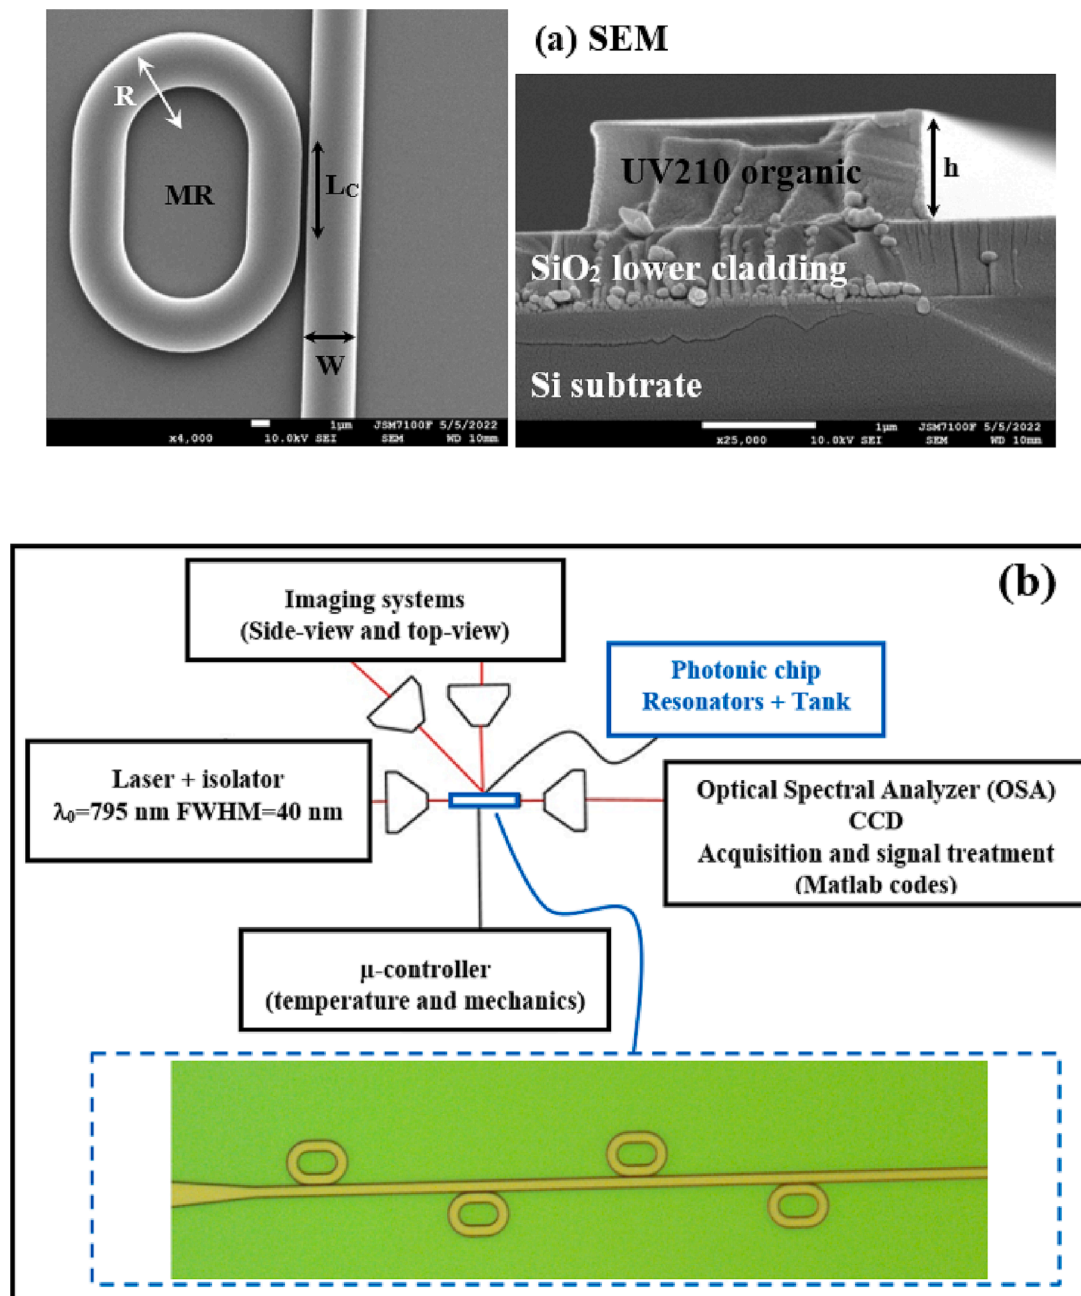 (a) SEM
R
MR
LC
W
1µm JSM7100F 5/5/2022
x4,000 10.0kV SEI SEM WD 10mm
UV210 organic
h
SiO2 lower cladding
Si subtrate
1µm JSM7100F 5/5/2022
x25,000 10.0kV SEI SEM WD 10mm
(b)
Imaging systems
(Side-view and top-view)
Photonic chip
Resonators + Tank
Laser + isolator
λ0=795 nm FWHM=40 nm
Optical Spectral Analyzer (OSA)
CCD
Acquisition and signal treatment
(Matlab codes)
µ-controller
(temperature and mechanics)